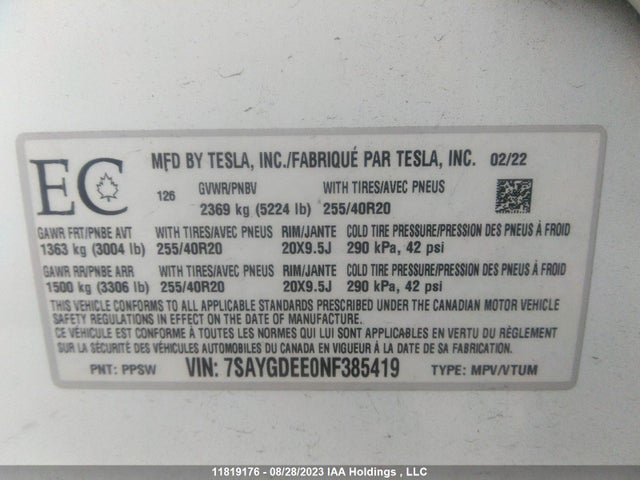 EC
MFD BY TESLA, INC./FABRIQUÉ PAR TESLA, INC. 02/22
126 GVWR/PNBV WITH TIRES/AVEC PNEUS
2369 kg (5224 lb) 255/40R20
GAWR FRT/PNBE AVT WITH TIRES/AVEC PNEUS RIM/JANTE COLD TIRE PRESSURE/PRESSION DES PNEUS À FROID
1363 kg (3004 lb) 255/40R20 20X9.5J 290 kPa, 42 psi
GAWR RR/PNBE ARR WITH TIRES/AVEC PNEUS RIM/JANTE COLD TIRE PRESSURE/PRESSION DES PNEUS À FROID
1500 kg (3306 lb) 255/40R20 20X9.5J 290 kPa, 42 psi
THIS VEHICLE CONFORMS TO ALL APPLICABLE STANDARDS PRESCRIBED UNDER THE CANADIAN MOTOR VEHICLE
SAFETY REGULATIONS IN EFFECT ON THE DATE OF MANUFACTURE.
CE VÉHICULE EST CONFORME À TOUTES LES NORMES QUI LUI SONT APPLICABLES EN VERTU DU RÈGLEMENT
SUR LA SÉCURITÉ DES VÉHICULES AUTOMOBILES DU CANADA EN VIGUEUR À LA DATE DE SA FABRICATION.
PNT: PPSW VIN: 7SAYGDEE0NF385419 TYPE: MPV/VTUM
11819176 - 08/28/2023 IAA Holdings , LLC